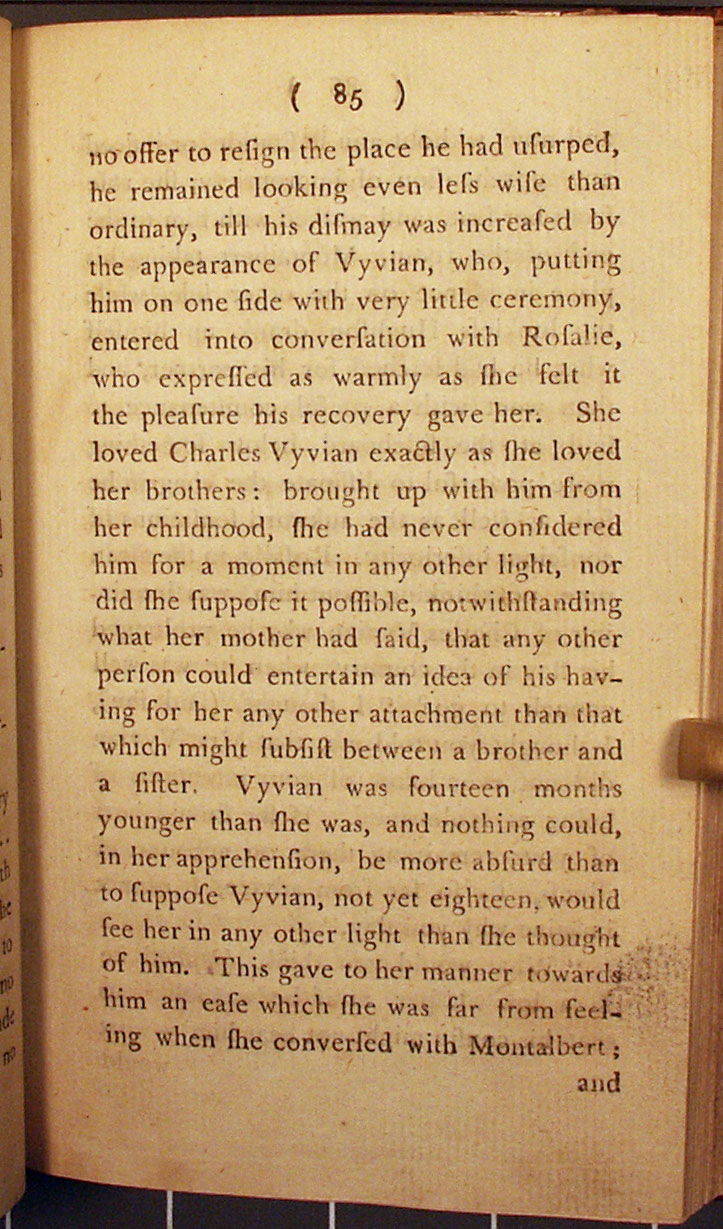 ( 85 )
no offer to reſign the place he had uſurped,
he remained looking even leſs wiſe than
ordinary, till his diſmay was increaſed by
the appearance of Vyvian, who, putting
him on one ſide with very little ceremony,
entered into converſation with Roſalie,
who expreſſed as warmly as ſhe felt it
the pleaſure his recovery gave her. She
loved Charles Vyvian exactly as ſhe loved
her brothers: brought up with him from
her childhood, ſhe had never conſidered
him for a moment in any other light, nor
did ſhe ſuppoſe it poſſible, notwithſtanding
what her mother had ſaid, that any other
perſon could entertain an idea of his hav-
ing for her any other attachment than that
which might ſubſiſt between a brother and
a ſiſter. Vyvian was fourteen months
younger than ſhe was, and nothing could,
in her apprehenſion, be more abſurd than
to ſuppoſe Vyvian, not yet eighteen, would
ſee her in any other light than ſhe thought
of him. This gave to her manner towards
him an eaſe which ſhe was far from feel-
ing when ſhe converſed with Montalbert;
and